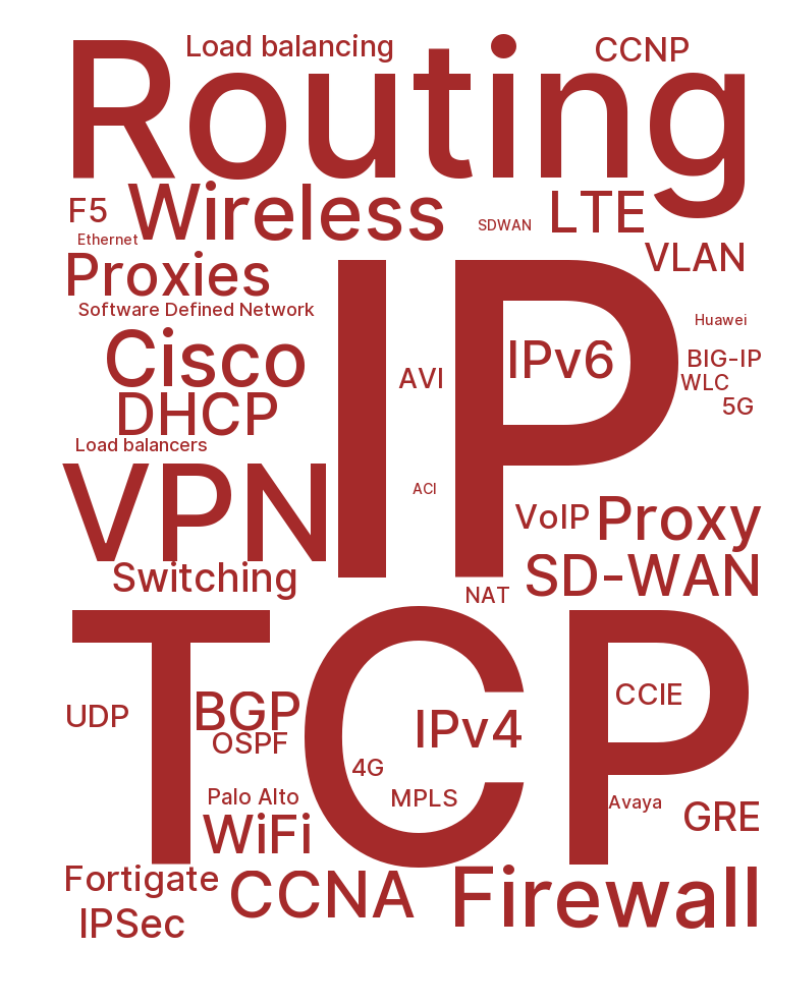 Load balancing
CCNP
Routing
F5
Wireless
SDWAN
LTE
Ethernet
VLAN
Proxies
Software Defined Network
Huawei
Cisco
IP
AVI
IPv6
BIG-IP
WLC
5G
DHCP
Load balancers
VPN
ACI
VoIP
Proxy
Switching
NAT
SD-WAN
TCP
UDP
BGP
OSPF
IPv4
CCIE
4G
MPLS
Palo Alto
Avaya
WiFi
GRE
Fortigate
CCNA
Firewall
IPSec